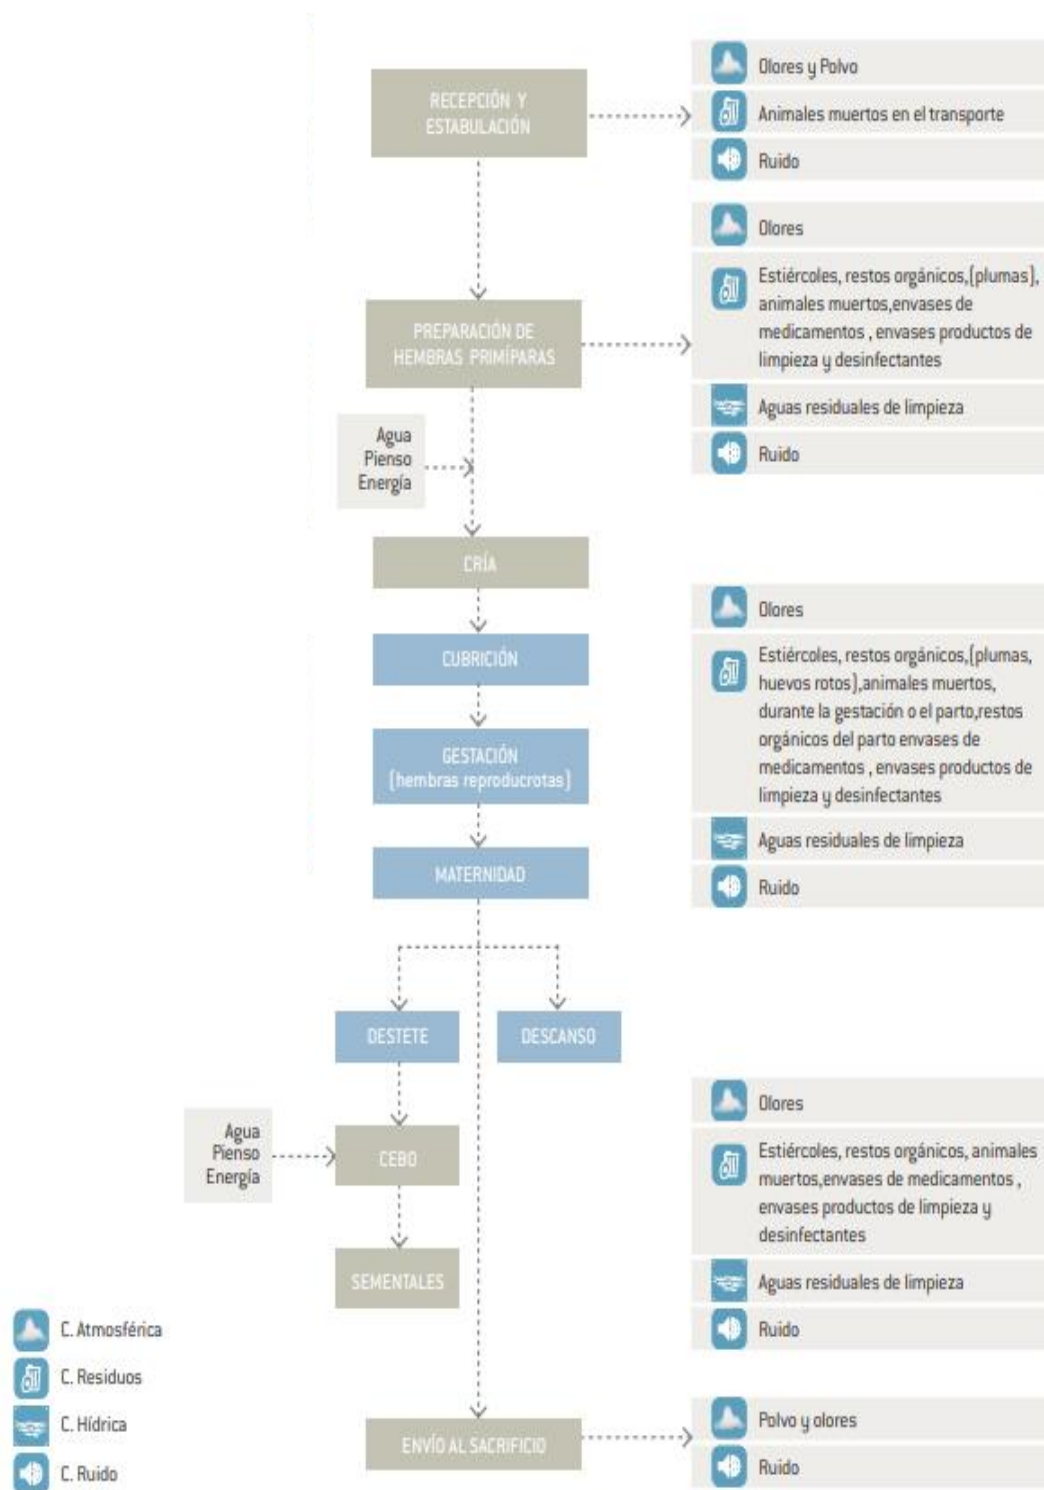 RECEPCIÓN Y
ESTABULACIÓN
Olores y Polvo
Animales muertos en el transporte
Ruido
PREPARACIÓN DE
HEMBRAS PRIMÍPARAS
Olores
Estiércoles, restos orgánicos,(plumas),
animales muertos,envases de
medicamentos , envases productos de
limpieza y desinfectantes
Aguas residuales de limpieza
Ruido
Agua
Pienso
Energía
CRÍA
CUBRICIÓN
GESTACIÓN
(hembras reproducrotas)
MATERNIDAD
Olores
Estiércoles, restos orgánicos,(plumas,
huevos rotos),animales muertos,
durante la gestación o el parto,restos
orgánicos del parto envases de
medicamentos , envases productos de
limpieza y desinfectantes
Aguas residuales de limpieza
Ruido
DESTETE
DESCANSO
Agua
Pienso
Energía
CEBO
SEMENTALES
Olores
Estiércoles, restos orgánicos, animales
muertos,envases de medicamentos ,
envases productos de limpieza y
desinfectantes
Aguas residuales de limpieza
Ruido
ENVÍO AL SACRIFICIO
Polvo y olores
Ruido
C. Atmosférica
C. Residuos
C. Hídrica
C. Ruido